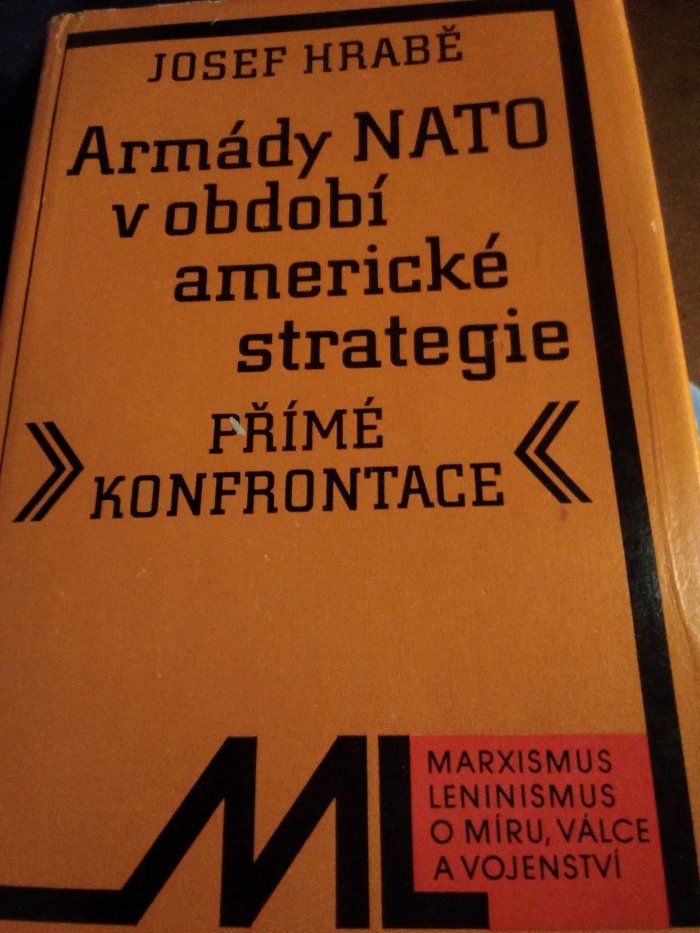 JOSEF HRABĚ
Armády NATO
v období
americké
strategie
»PŘÍMÉ
KONFRONTACE«
ML
MARXISMUS
LENINISMUS
O MÍRU, VÁLCE
A VOJENSTVÍ